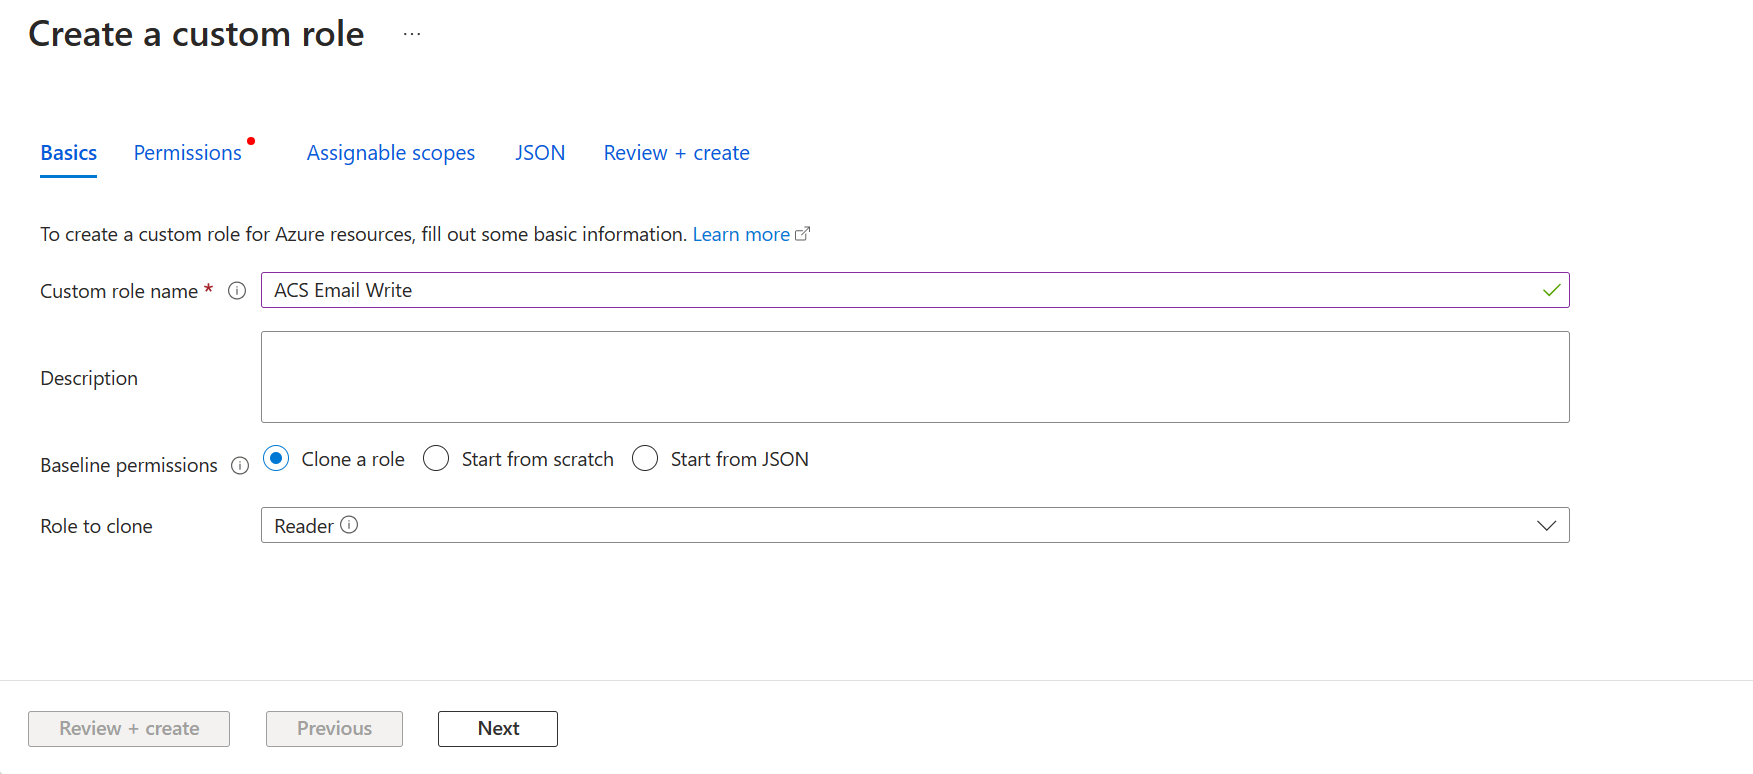 Create a custom role ...
Basics Permissions Assignable scopes JSON Review + create
To create a custom role for Azure resources, fill out some basic information. Learn more
Custom role name * ACS Email Write
Description
Baseline permissions Clone a role Start from scratch Start from JSON
Role to clone Reader
Review + create Previous Next